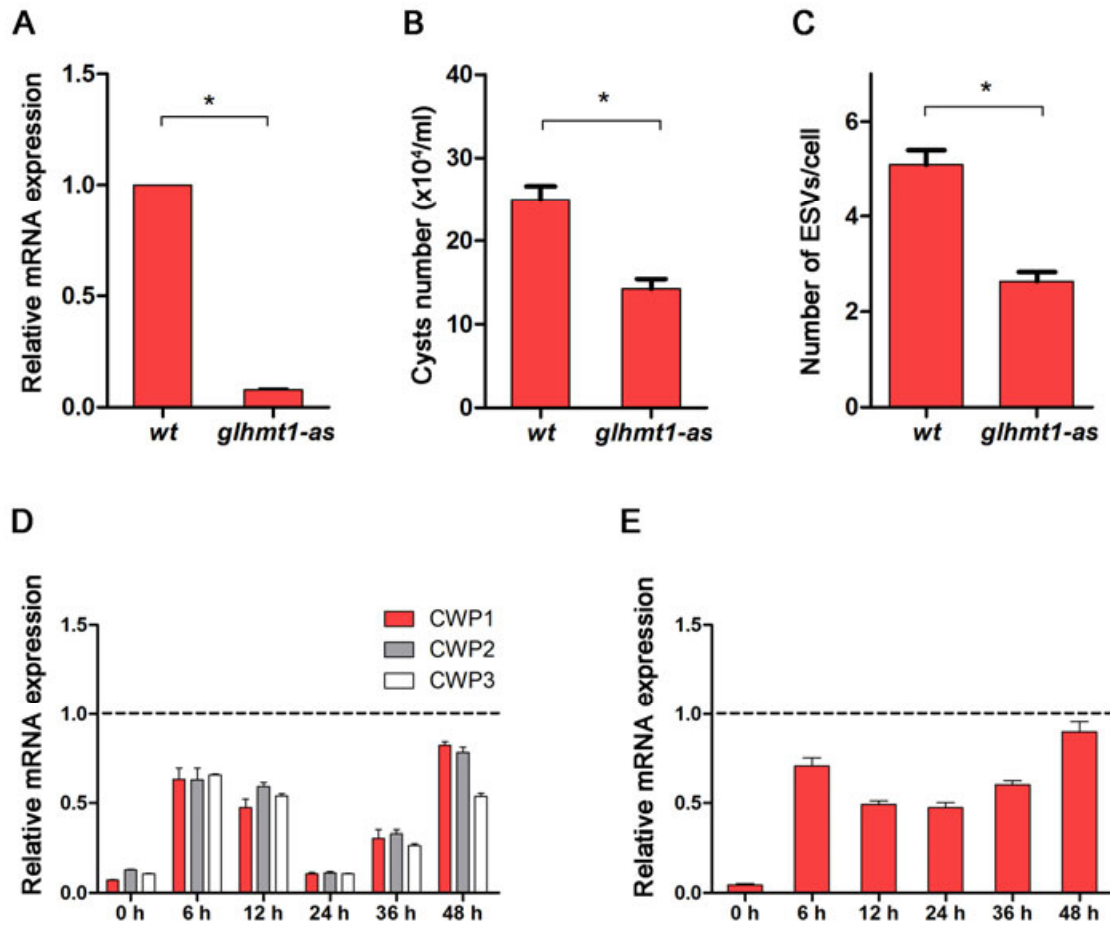 A
Relative mRNA expression
1.5
1.0
0.5
0.0
*
wt
glhmt1-as
B
Cysts number (x10⁴/ml)
40
30
20
10
0
*
wt
glhmt1-as
C
Number of ESVs/cell
6
4
2
0
*
wt
glhmt1-as
D
Relative mRNA expression
1.5
1.0
0.5
0.0
CWP1
CWP2
CWP3
0 h 6 h 12 h 24 h 36 h 48 h
E
Relative mRNA expression
1.5
1.0
0.5
0.0
0 h 6 h 12 h 24 h 36 h 48 h